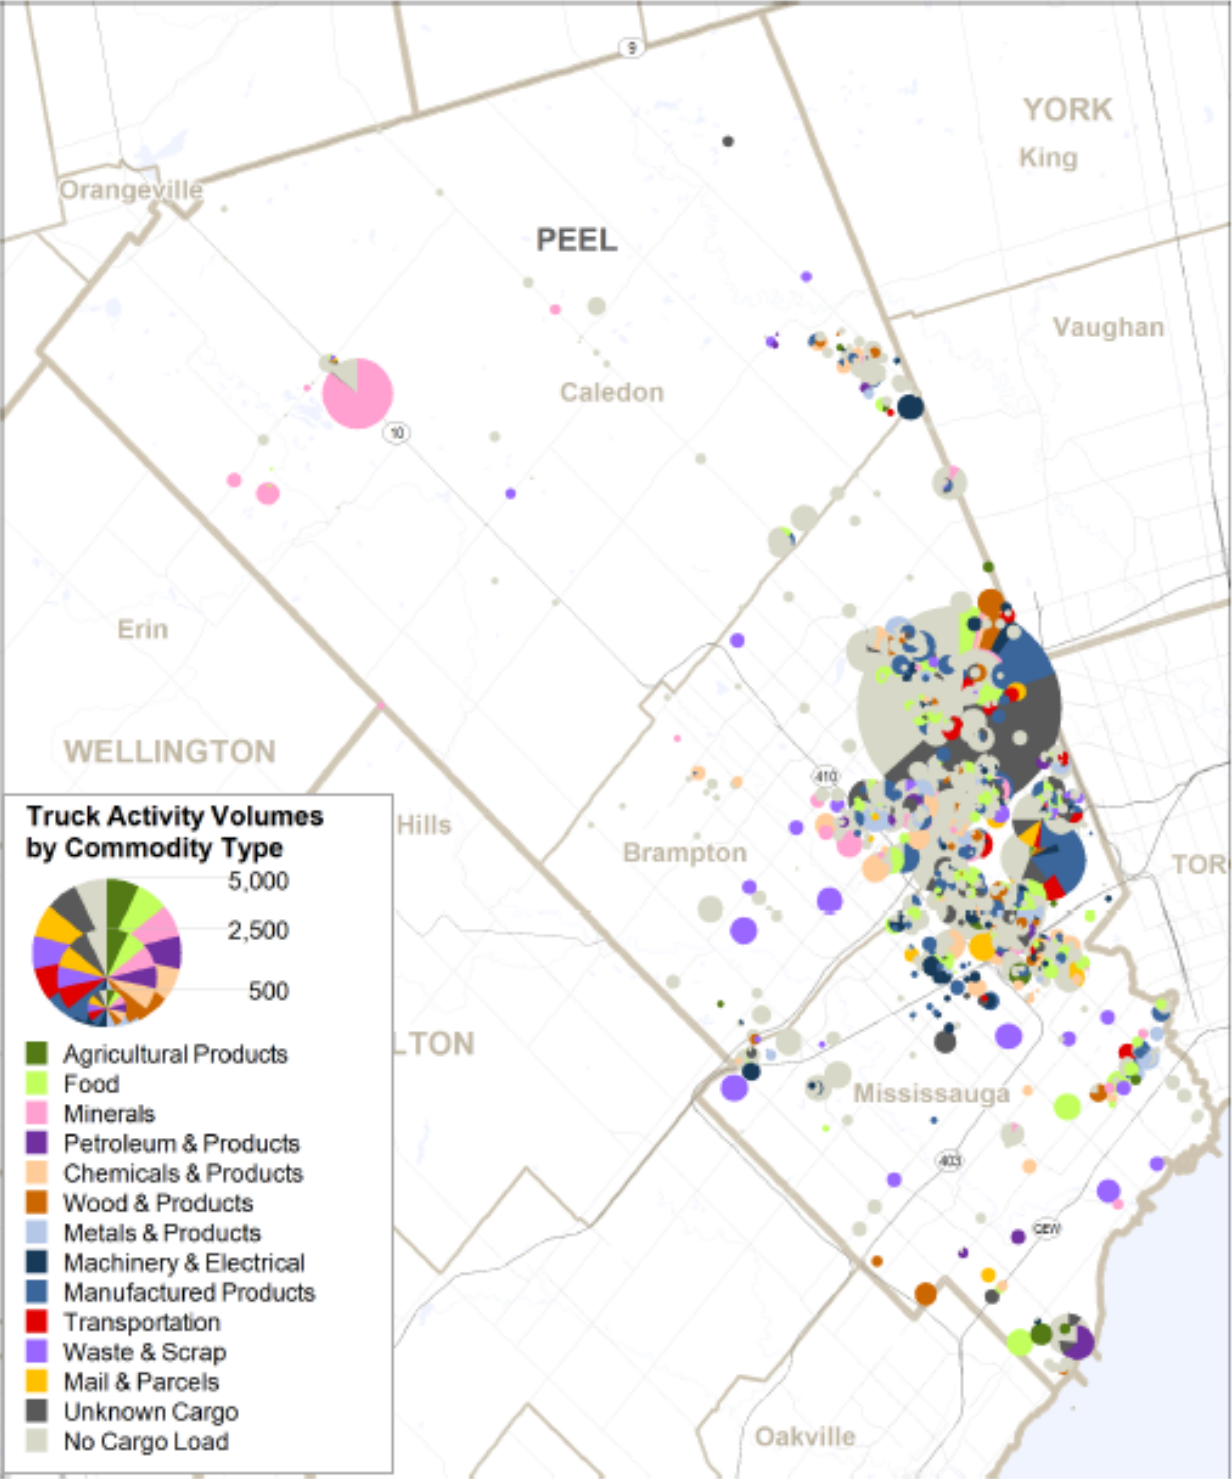 9
YORK
King
Orangeville
PEEL
Vaughan
Caledon
10
Erin
WELLINGTON
410
Hills
Brampton
TOR
LTON
Mississauga
403
QEW
Oakville
Truck Activity Volumes
by Commodity Type
5,000
2,500
500
Agricultural Products
Food
Minerals
Petroleum & Products
Chemicals & Products
Wood & Products
Metals & Products
Machinery & Electrical
Manufactured Products
Transportation
Waste & Scrap
Mail & Parcels
Unknown Cargo
No Cargo Load